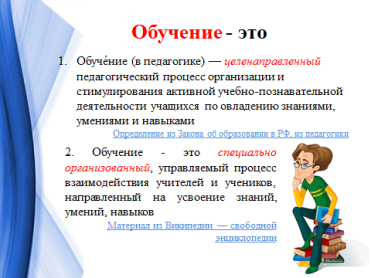 Обучение - это
1. Обуче́ние (в педагогике) — целенаправленный
педагогический процесс организации и
стимулирования активной учебно-познавательной
деятельности учащихся по овладению знаниями,
умениями и навыками
Определение из Закона об образовании в РФ, из педагогики
2. Обучение - это специально
организованный, управляемый процесс
взаимодействия учителей и учеников,
направленный на усвоение знаний,
умений, навыков
Материал из Википедии — свободной
энциклопедии